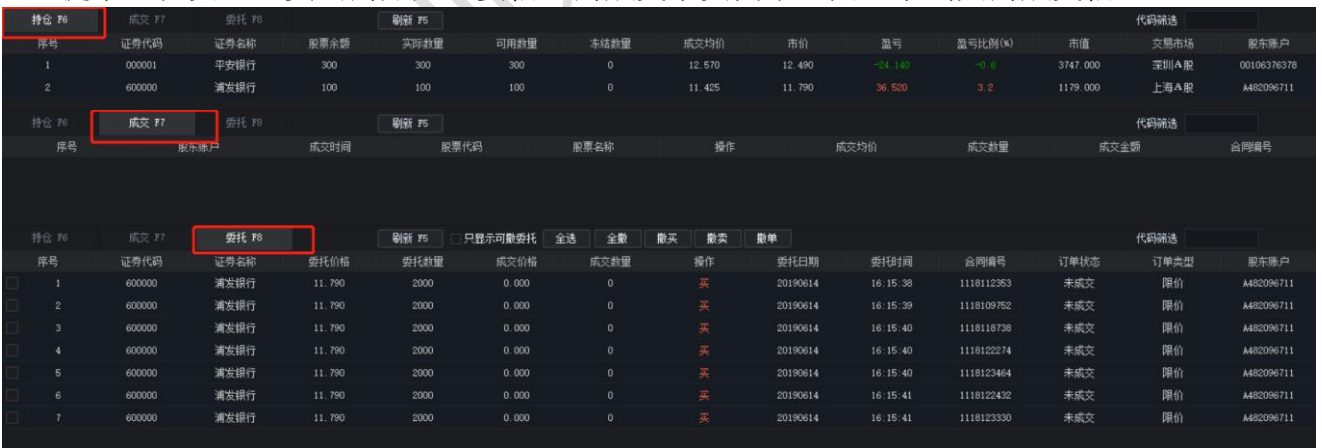 持仓 F6 成交 F7 委托 F8 刷新 F5 代码筛选
序号 证券代码 证券名称 股票余额 实际数量 可用数量 冻结数量 成交均价 市价 盈亏 盈亏比例(%) 市值 交易市场 股东账户
1 000001 平安银行 300 300 300 0 12.570 12.490 -24.140 -0.6 3747.000 深圳A股 00106376378
2 600000 浦发银行 100 100 100 0 11.425 11.790 36.520 3.2 1179.000 上海A股 A482096711
持仓 F6 成交 F7 委托 F8 刷新 F5 代码筛选
序号 股东账户 成交时间 股票代码 股票名称 操作 成交均价 成交数量 成交金额 合同编号
持仓 F6 成交 F7 委托 F8 刷新 F5 只显示可撤委托 全选 全撤 撤买 撤卖 撤单 代码筛选
序号 证券代码 证券名称 委托价格 委托数量 成交价格 成交数量 操作 委托日期 委托时间 合同编号 订单状态 订单类型 股东账户
1 600000 浦发银行 11.790 2000 0.000 0 买 20190614 16:15:38 1118112353 未成交 限价 A482096711
2 600000 浦发银行 11.790 2000 0.000 0 买 20190614 16:15:39 1118109752 未成交 限价 A482096711
3 600000 浦发银行 11.790 2000 0.000 0 买 20190614 16:15:40 1118118738 未成交 限价 A482096711
4 600000 浦发银行 11.790 2000 0.000 0 买 20190614 16:15:40 1118122274 未成交 限价 A482096711
5 600000 浦发银行 11.790 2000 0.000 0 买 20190614 16:15:40 1118123464 未成交 限价 A482096711
6 600000 浦发银行 11.790 2000 0.000 0 买 20190614 16:15:41 1118122432 未成交 限价 A482096711
7 600000 浦发银行 11.790 2000 0.000 0 买 20190614 16:15:41 1118123330 未成交 限价 A482096711